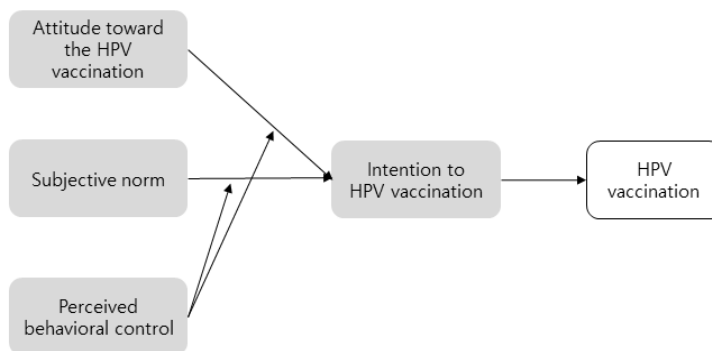 Attitude toward
the HPV
vaccination
Subjective norm
Perceived
behavioral control
Intention to
HPV vaccination
HPV
vaccination